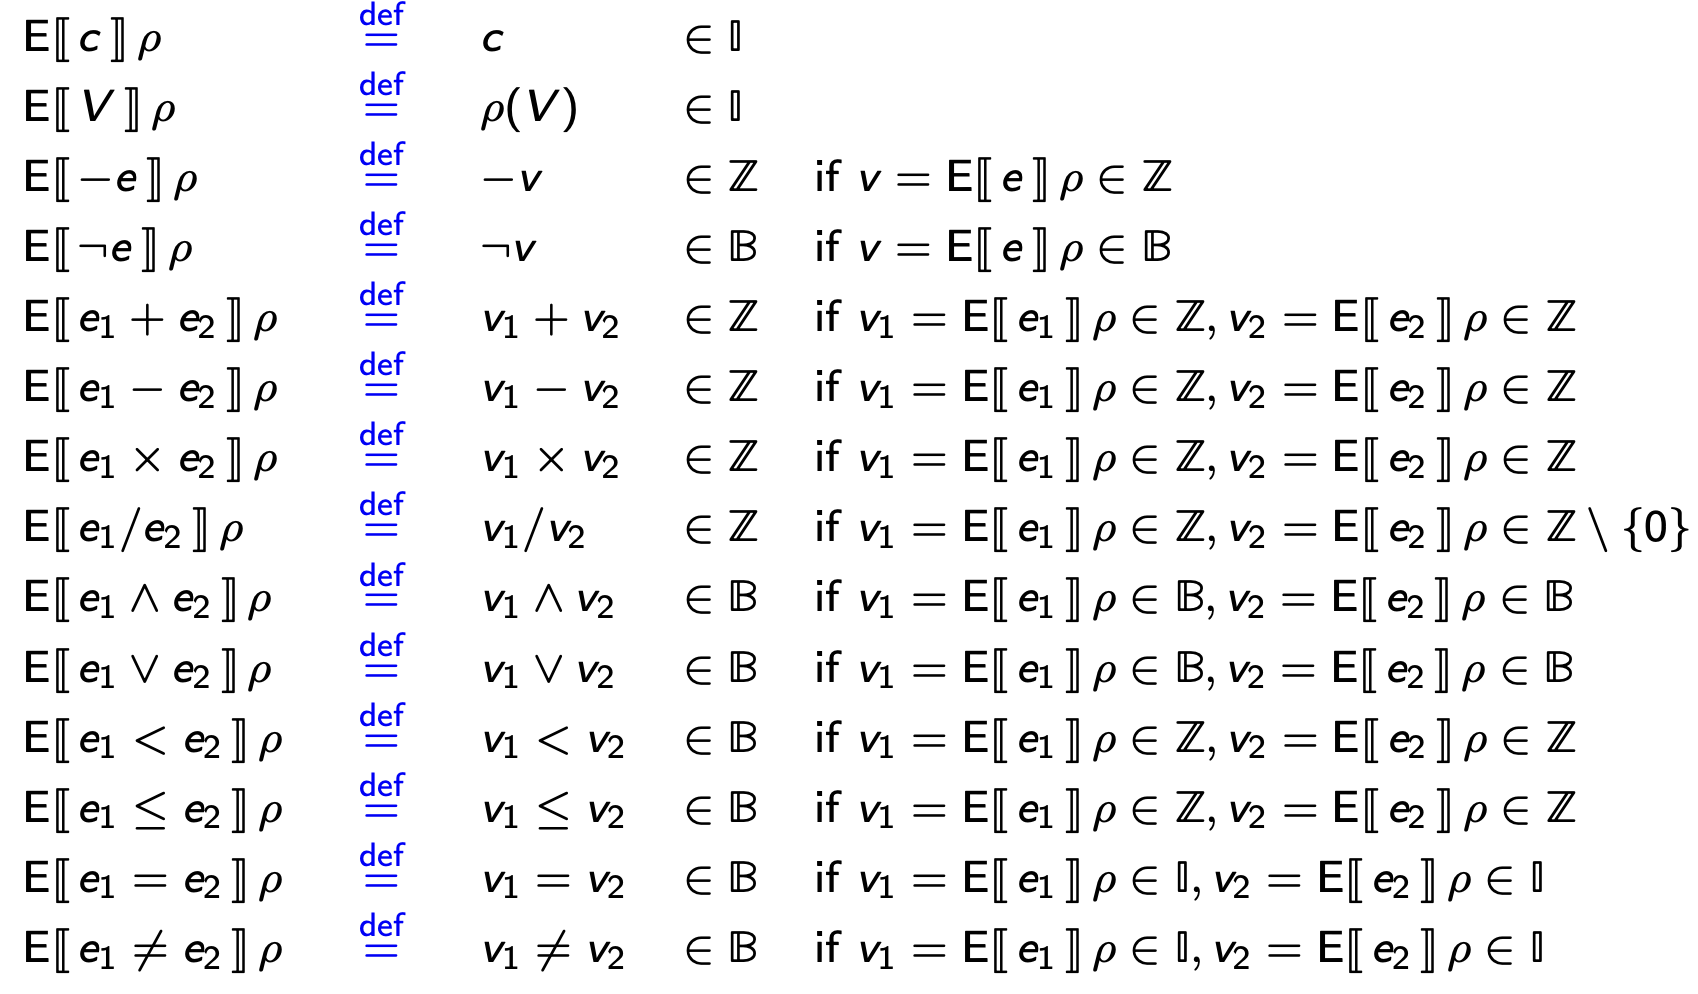 E⟦ c ⟧ ρ def= c ∈ 𝕀
E⟦ V ⟧ ρ def= ρ(V) ∈ 𝕀
E⟦ −e ⟧ ρ def= −v ∈ ℤ if v = E⟦ e ⟧ ρ ∈ ℤ
E⟦ ¬e ⟧ ρ def= ¬v ∈ 𝔹 if v = E⟦ e ⟧ ρ ∈ 𝔹
E⟦ e₁ + e₂ ⟧ ρ def= v₁ + v₂ ∈ ℤ if v₁ = E⟦ e₁ ⟧ ρ ∈ ℤ, v₂ = E⟦ e₂ ⟧ ρ ∈ ℤ
E⟦ e₁ − e₂ ⟧ ρ def= v₁ − v₂ ∈ ℤ if v₁ = E⟦ e₁ ⟧ ρ ∈ ℤ, v₂ = E⟦ e₂ ⟧ ρ ∈ ℤ
E⟦ e₁ × e₂ ⟧ ρ def= v₁ × v₂ ∈ ℤ if v₁ = E⟦ e₁ ⟧ ρ ∈ ℤ, v₂ = E⟦ e₂ ⟧ ρ ∈ ℤ
E⟦ e₁/e₂ ⟧ ρ def= v₁/v₂ ∈ ℤ if v₁ = E⟦ e₁ ⟧ ρ ∈ ℤ, v₂ = E⟦ e₂ ⟧ ρ ∈ ℤ \ {0}
E⟦ e₁ ∧ e₂ ⟧ ρ def= v₁ ∧ v₂ ∈ 𝔹 if v₁ = E⟦ e₁ ⟧ ρ ∈ 𝔹, v₂ = E⟦ e₂ ⟧ ρ ∈ 𝔹
E⟦ e₁ ∨ e₂ ⟧ ρ def= v₁ ∨ v₂ ∈ 𝔹 if v₁ = E⟦ e₁ ⟧ ρ ∈ 𝔹, v₂ = E⟦ e₂ ⟧ ρ ∈ 𝔹
E⟦ e₁ < e₂ ⟧ ρ def= v₁ < v₂ ∈ 𝔹 if v₁ = E⟦ e₁ ⟧ ρ ∈ ℤ, v₂ = E⟦ e₂ ⟧ ρ ∈ ℤ
E⟦ e₁ ≤ e₂ ⟧ ρ def= v₁ ≤ v₂ ∈ 𝔹 if v₁ = E⟦ e₁ ⟧ ρ ∈ ℤ, v₂ = E⟦ e₂ ⟧ ρ ∈ ℤ
E⟦ e₁ = e₂ ⟧ ρ def= v₁ = v₂ ∈ 𝔹 if v₁ = E⟦ e₁ ⟧ ρ ∈ 𝕀, v₂ = E⟦ e₂ ⟧ ρ ∈ 𝕀
E⟦ e₁ ≠ e₂ ⟧ ρ def= v₁ ≠ v₂ ∈ 𝔹 if v₁ = E⟦ e₁ ⟧ ρ ∈ 𝕀, v₂ = E⟦ e₂ ⟧ ρ ∈ 𝕀